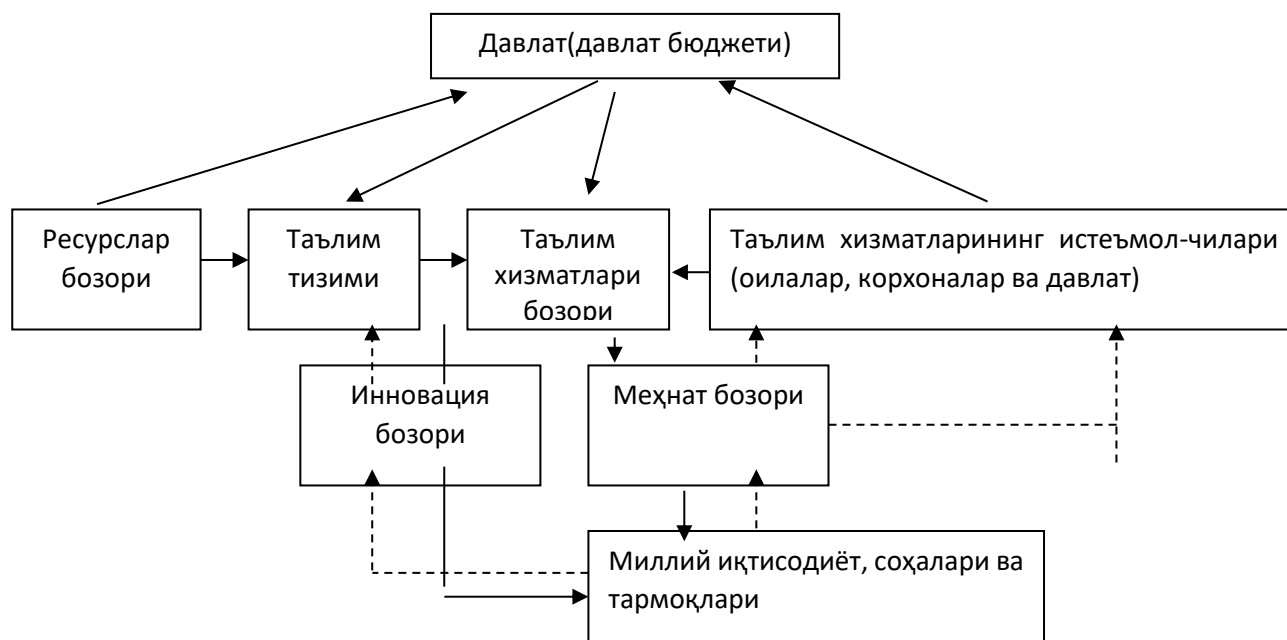 Давлат(давлат бюджети)
Ресурслар
бозори
Таълим
тизими
Таълим
хизматлари
бозори
Таълим хизматларининг истеъмол-чилари
(оилалар, корхоналар ва давлат)
Инновация
бозори
Меҳнат бозори
Миллий иқтисодиёт, соҳалари ва
тармоқлари